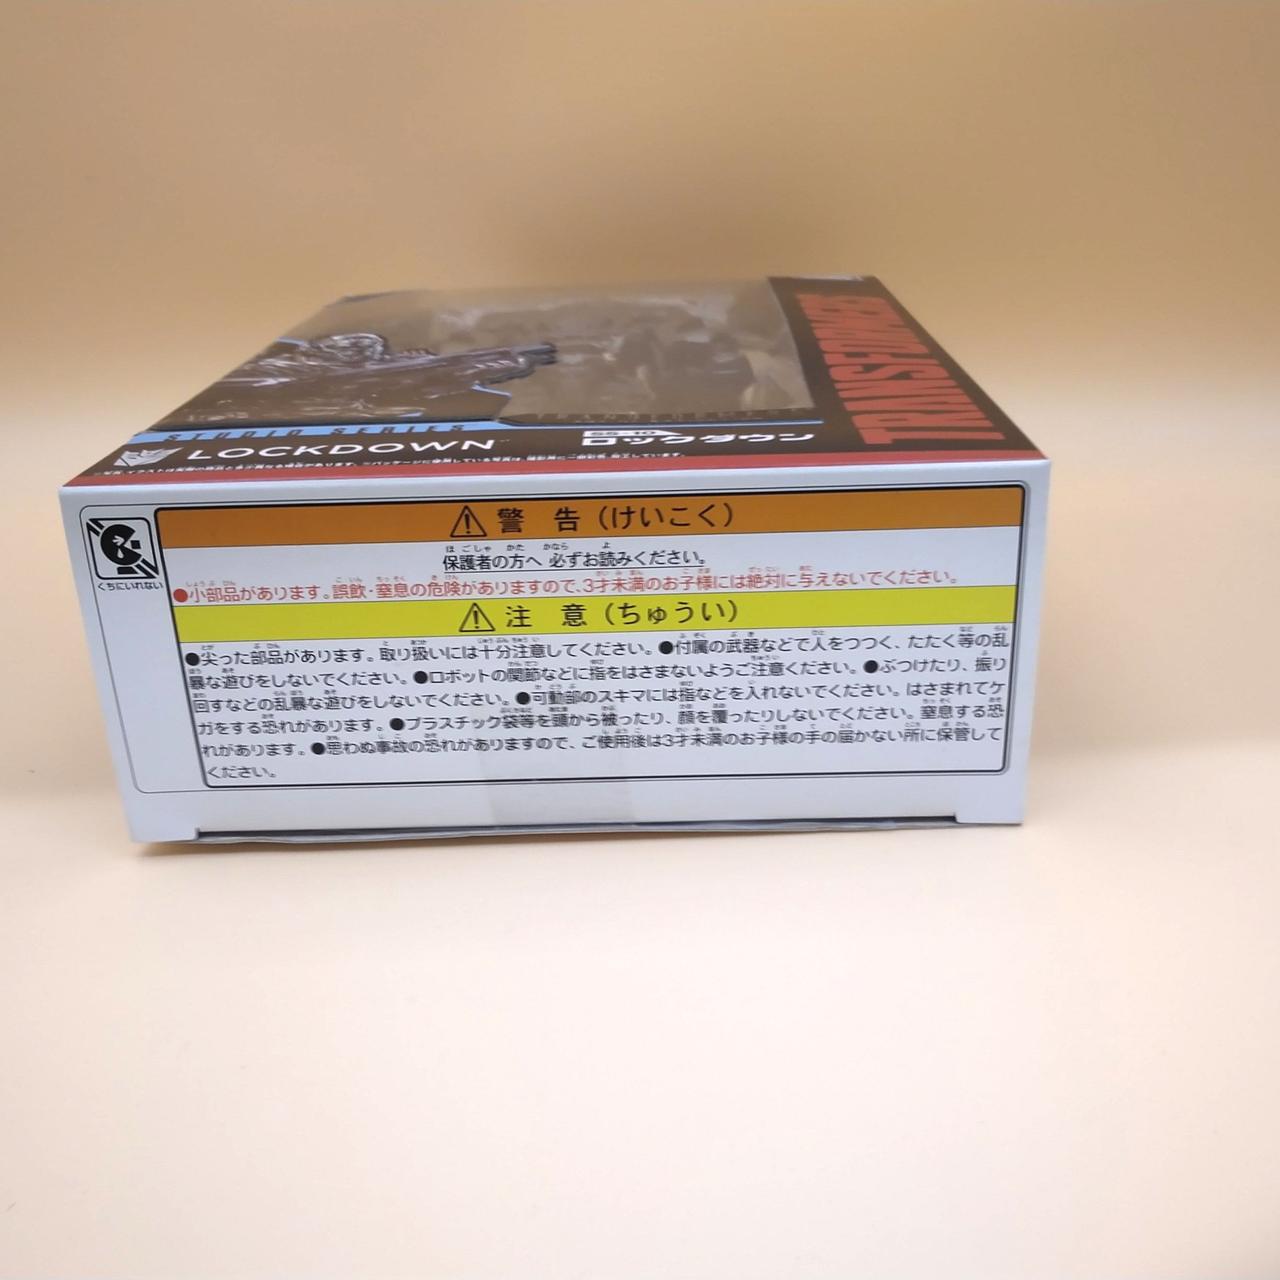 TRANSFORMERS
STUDIO SERIES
LOCKDOWN
SS-10
ロックダウン
くちにいれない
警 告（けいこく）
保護者の方へ 必ずお読みください。
●小部品があります。誤飲・窒息の危険がありますので、3才未満のお子様には絶対に与えないでください。
注 意（ちゅうい）
●尖った部品があります。取り扱いには十分注意してください。●付属の武器などで人をつつく、たたく等の乱
暴な遊びをしないでください。●ロボットの関節などに指をはさまないようご注意ください。●ぶつけたり、振り
回すなどの乱暴な遊びをしないでください。●可動部のスキマには指などを入れないでください。はさまれてケ
ガをする恐れがあります。●プラスチック袋等を頭から被ったり、顔を覆ったりしないでください。窒息する恐
れがあります。●思わぬ事故の恐れがありますので、ご使用後は3才未満のお子様の手の届かない所に保管して
ください。